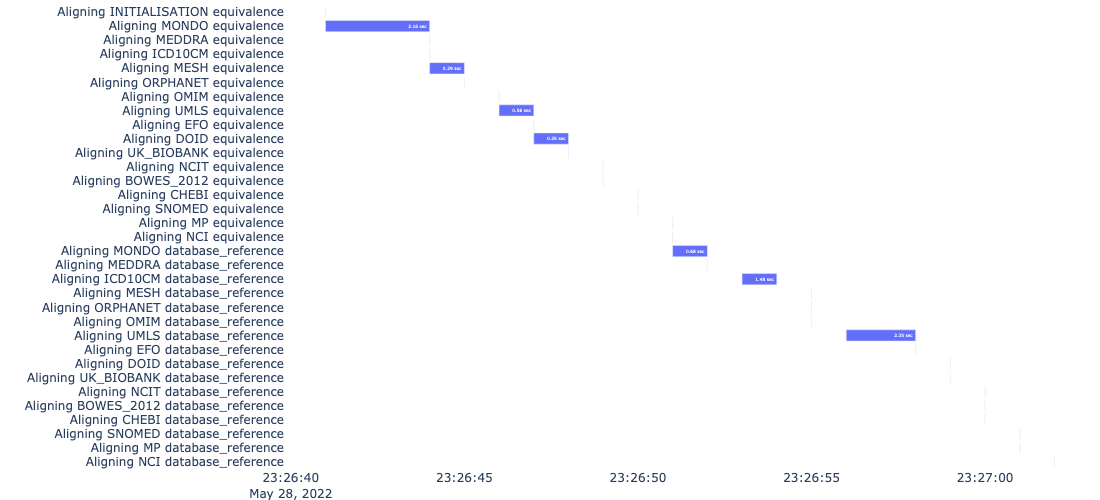 Aligning INITIALISATION equivalence
Aligning MONDO equivalence
2.16 sec
Aligning MEDDRA equivalence
Aligning ICD10CM equivalence
Aligning MESH equivalence
0.39 sec
Aligning ORPHANET equivalence
Aligning OMIM equivalence
Aligning UMLS equivalence
0.56 sec
Aligning EFO equivalence
Aligning DOID equivalence
0.35 sec
Aligning UK_BIOBANK equivalence
Aligning NCIT equivalence
Aligning BOWES_2012 equivalence
Aligning CHEBI equivalence
Aligning SNOMED equivalence
Aligning MP equivalence
Aligning NCI equivalence
Aligning MONDO database_reference
0.66 sec
Aligning MEDDRA database_reference
Aligning ICD10CM database_reference
1.48 sec
Aligning MESH database_reference
Aligning ORPHANET database_reference
Aligning OMIM database_reference
Aligning UMLS database_reference
2.25 sec
Aligning EFO database_reference
Aligning DOID database_reference
Aligning UK_BIOBANK database_reference
Aligning NCIT database_reference
Aligning BOWES_2012 database_reference
Aligning CHEBI database_reference
Aligning SNOMED database_reference
Aligning MP database_reference
Aligning NCI database_reference
23:26:40 23:26:45 23:26:50 23:26:55 23:27:00
May 28, 2022